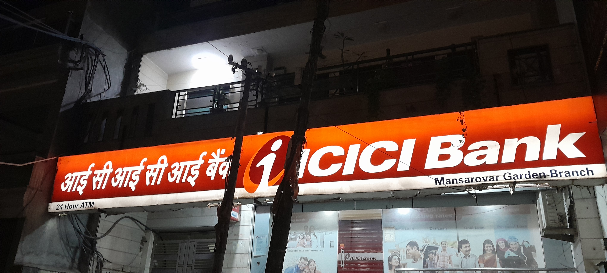 आई सी आई सी आई बैंक
ICICI Bank
Mansarovar Garden-Branch
24 Hour ATM